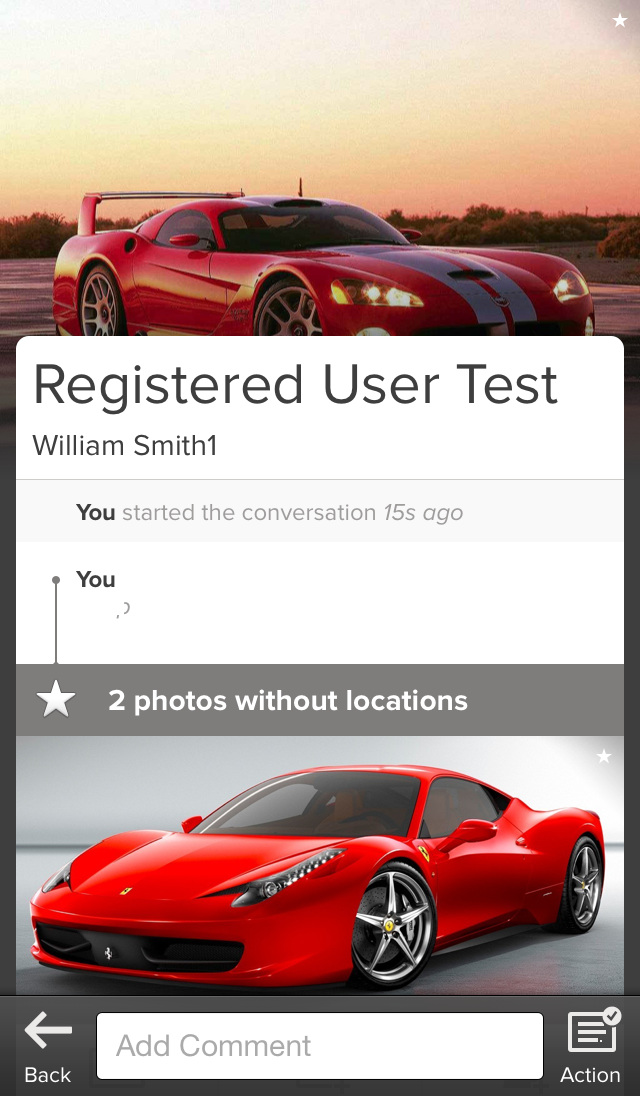 Registered User Test
William Smith1
You started the conversation 15s ago
You
2 photos without locations
Add Comment
Back
Action